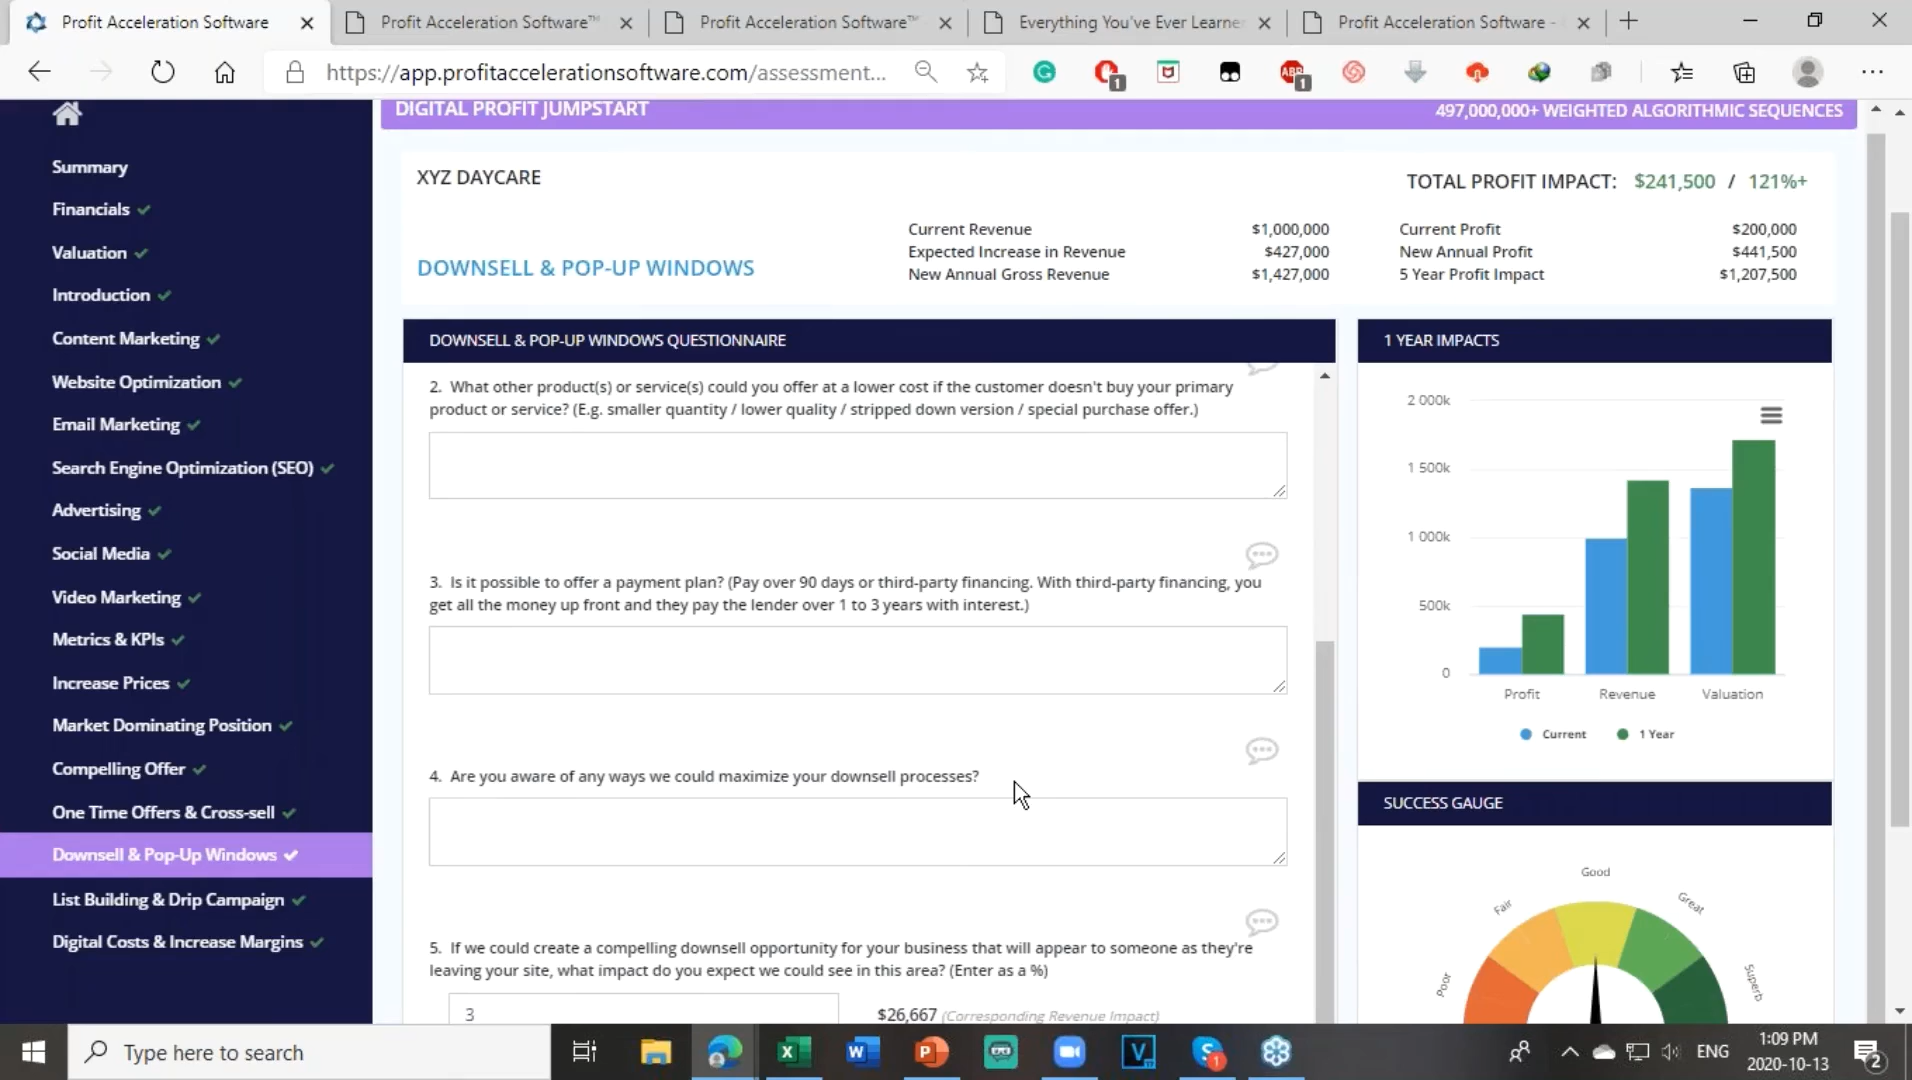 Profit Acceleration Software
Profit Acceleration Software™
Profit Acceleration Software™
Everything You've Ever Learne
Profit Acceleration Software -
https://app.profitaccelerationsoftware.com/assessment...
1
ABP
1
DIGITAL PROFIT JUMPSTART
497,000,000+ WEIGHTED ALGORITHMIC SEQUENCES
Summary
Financials
Valuation
Introduction
Content Marketing
Website Optimization
Email Marketing
Search Engine Optimization (SEO)
Advertising
Social Media
Video Marketing
Metrics & KPIs
Increase Prices
Market Dominating Position
Compelling Offer
One Time Offers & Cross-sell
Downsell & Pop-Up Windows
List Building & Drip Campaign
Digital Costs & Increase Margins
XYZ DAYCARE
TOTAL PROFIT IMPACT: $241,500 / 121%+
DOWNSELL & POP-UP WINDOWS
Current Revenue $1,000,000
Expected Increase in Revenue $427,000
New Annual Gross Revenue $1,427,000
Current Profit $200,000
New Annual Profit $441,500
5 Year Profit Impact $1,207,500
DOWNSELL & POP-UP WINDOWS QUESTIONNAIRE
2. What other product(s) or service(s) could you offer at a lower cost if the customer doesn't buy your primary
product or service? (E.g. smaller quantity / lower quality / stripped down version / special purchase offer.)
3. Is it possible to offer a payment plan? (Pay over 90 days or third-party financing. With third-party financing, you
get all the money up front and they pay the lender over 1 to 3 years with interest.)
4. Are you aware of any ways we could maximize your downsell processes?
5. If we could create a compelling downsell opportunity for your business that will appear to someone as they're
leaving your site, what impact do you expect we could see in this area? (Enter as a %)
3
$26,667 (Corresponding Revenue Impact)
1 YEAR IMPACTS
2 000k
1 500k
1 000k
500k
0
Profit Revenue Valuation
Current 1 Year
SUCCESS GAUGE
Poor
Fair
Good
Great
Superb
Type here to search
1
ENG
1:09 PM
2020-10-13
2